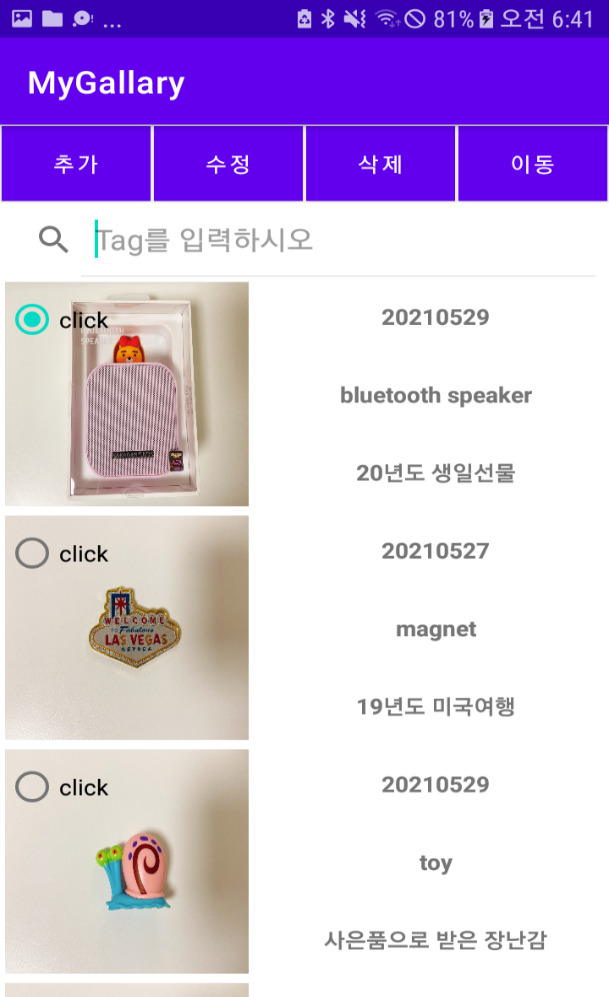 ... 81% 오전 6:41
MyGallary
추가 수정 삭제 이동
Tag를 입력하시오
click
20210529
bluetooth speaker
20년도 생일선물
click
WELCOME
TO Fabulous
LAS VEGAS
NEVADA
20210527
magnet
19년도 미국여행
click
20210529
toy
사은품으로 받은 장난감